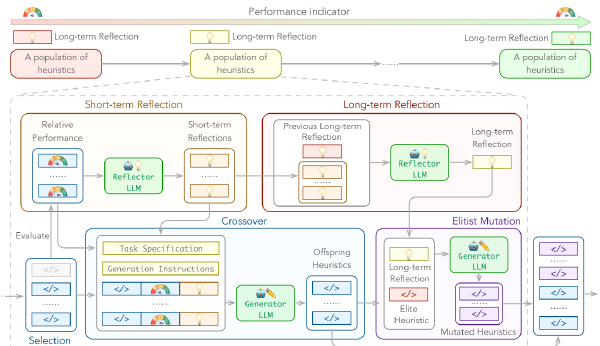 Performance indicator
Long-term Reflection
Long-term Reflection
Long-term Reflection
A population of
heuristics
A population of
heuristics
......
A population of
heuristics
Short-term Reflection
Long-term Reflection
Relative
Performance
Short-term
Reflections
Previous Long-term
Reflection
Long-term
Reflection
......
Reflector
LLM
......
......
Reflector
LLM
Evaluate
Crossover
Elitist Mutation
Task Specification
Generation Instructions
Offspring
Heuristics
</>
</>
</>
......
</>
Selection
</>
</>
......
</>
</>
Generator
LLM
</>
......
</>
Long-term
Reflection
</>
Elite
Heuristic
Generator
LLM
</>
......
</>
Mutated Heuristics
</>
</>
......
</>
</>